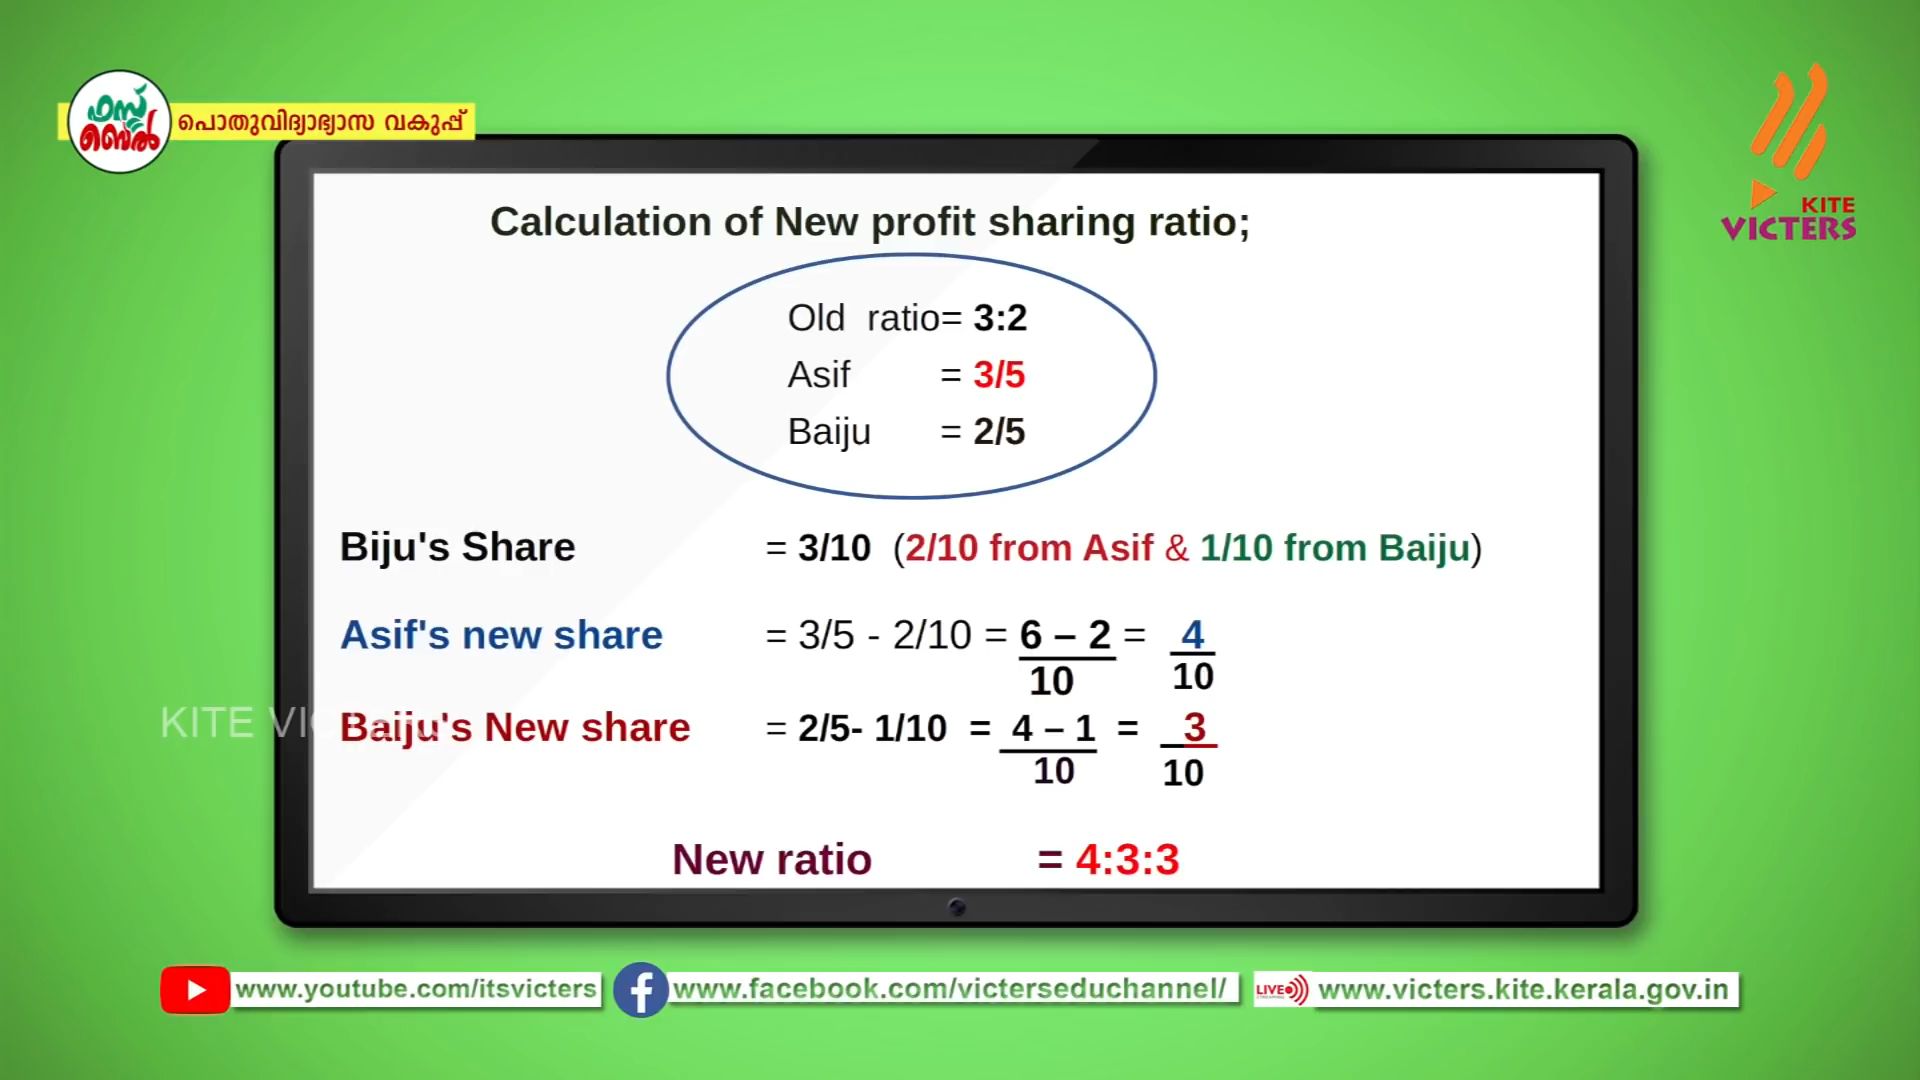 ഫസ്റ്റ്
ബെൽ
പൊതുവിദ്യാഭ്യാസ വകുപ്പ്
KITE
VICTERS
Calculation of New profit sharing ratio;
Old ratio= 3:2
Asif = 3/5
Baiju = 2/5
Biju's Share = 3/10 (2/10 from Asif & 1/10 from Baiju)
Asif's new share = 3/5 - 2/10 = 6 – 2 = 4
10 10
KITE VICTERS
Baiju's New share = 2/5- 1/10 = 4 – 1 = 3
10 10
New ratio = 4:3:3
www.youtube.com/itsvicters
www.facebook.com/victerseduchannel/
LIVE
www.victers.kite.kerala.gov.in